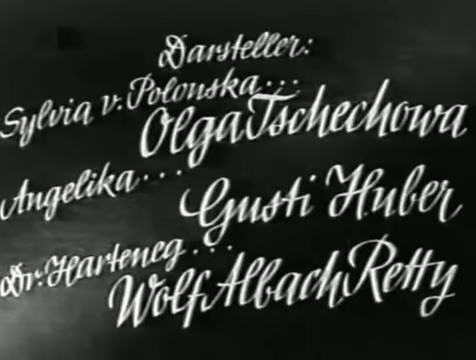 Darsteller:
Sylvia v. Polonska...
Olga Tschechowa
Angelika....
Gusti Huber
Dr. Harteneg...
Wolf Albach Retty